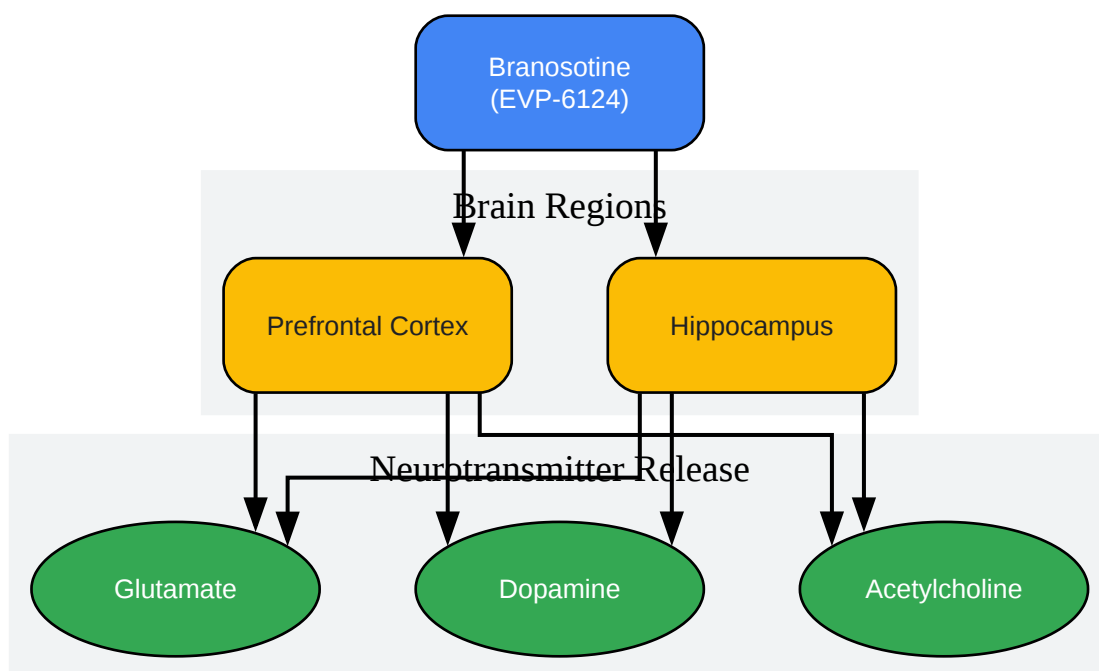 Branosotine
(EVP-6124)
Brain Regions
Prefrontal Cortex
Hippocampus
Neurotransmitter Release
Glutamate
Dopamine
Acetylcholine